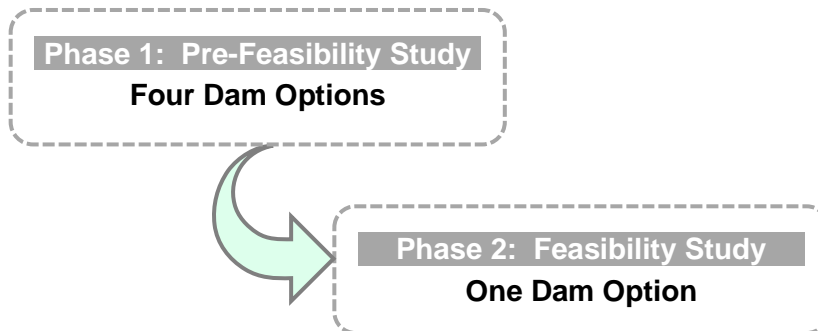 Phase 1: Pre-Feasibility Study
Four Dam Options
Phase 2: Feasibility Study
One Dam Option